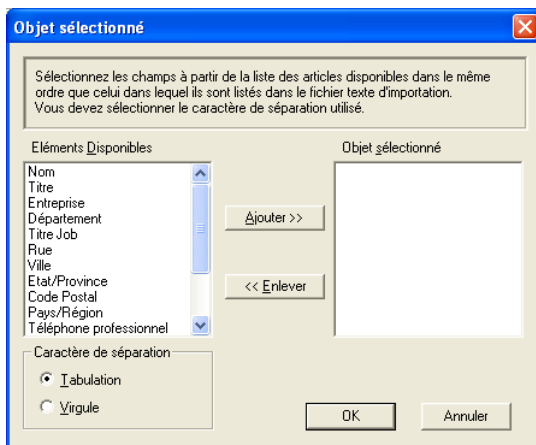 Objet sélectionné
Sélectionnez les champs à partir de la liste des articles disponibles dans le même
ordre que celui dans lequel ils sont listés dans le fichier texte d'importation.
Vous devez sélectionner le caractère de séparation utilisé.
Eléments Disponibles
Nom
Titre
Entreprise
Département
Titre Job
Rue
Ville
Etat/Province
Code Postal
Pays/Région
Téléphone professionnel
Ajouter >>
<< Enlever
Objet sélectionné
Caractère de séparation
Tabulation
Virgule
OK
Annuler